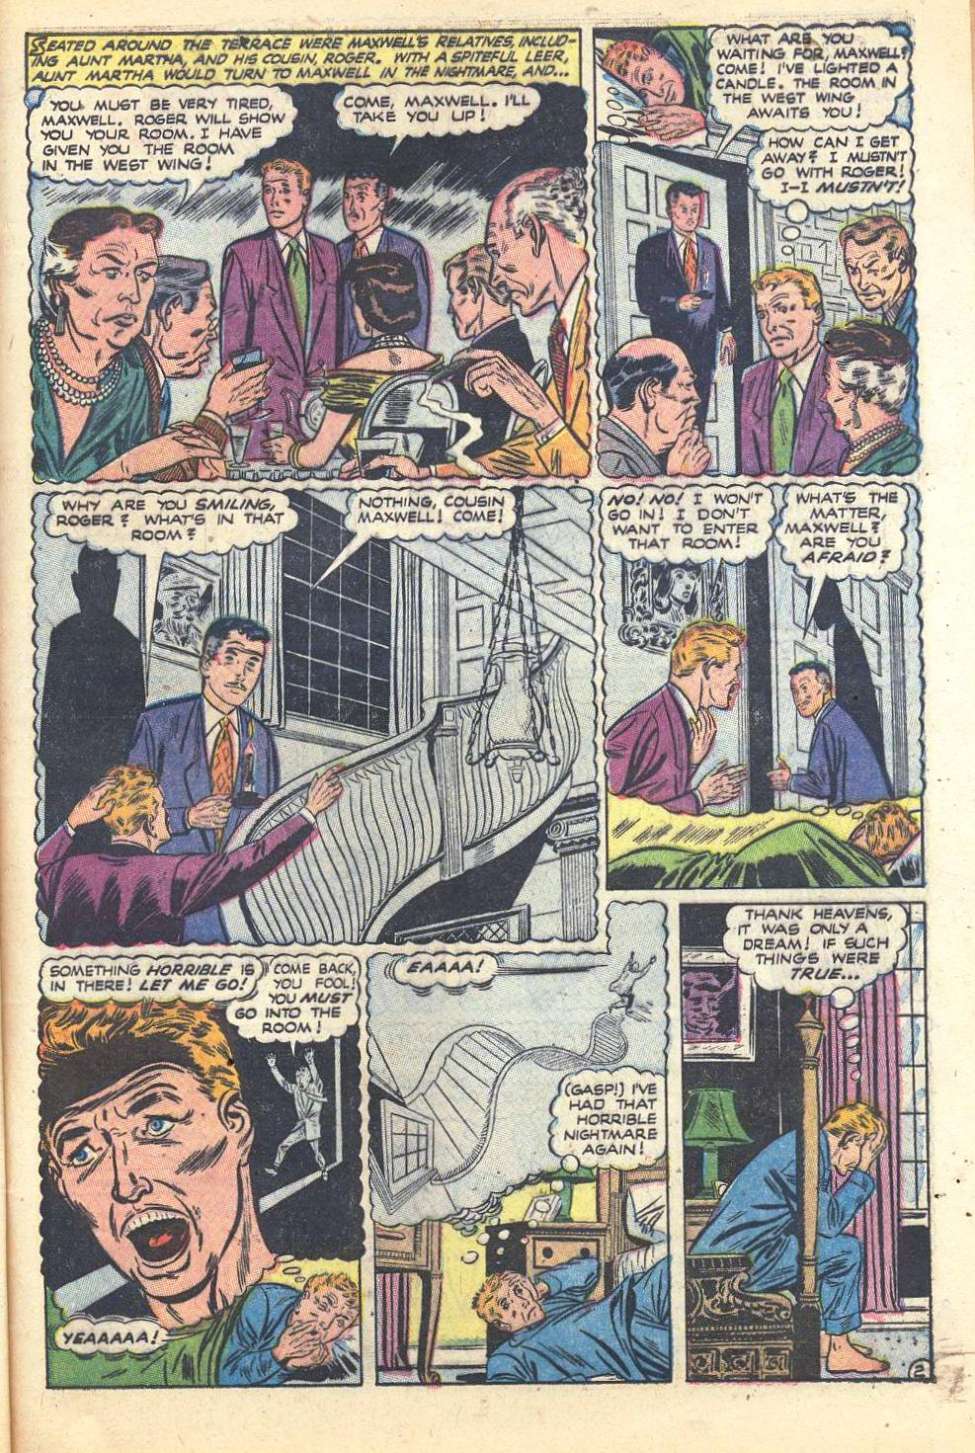 SEATED AROUND THE TERRACE WERE MAXWELL'S RELATIVES, INCLUD-
ING AUNT MARTHA, AND HIS COUSIN, ROGER. WITH A SPITEFUL LEER,
AUNT MARTHA WOULD TURN TO MAXWELL IN THE NIGHTMARE, AND...
YOU MUST BE VERY TIRED,
MAXWELL. ROGER WILL SHOW
YOU YOUR ROOM. I HAVE
GIVEN YOU THE ROOM
IN THE WEST WING!
COME, MAXWELL. I'LL
TAKE YOU UP!
WHAT ARE YOU
WAITING FOR, MAXWELL?
COME! I'VE LIGHTED A
CANDLE. THE ROOM IN
THE WEST WING
AWAITS YOU!
HOW CAN I GET
AWAY? I MUSTN'T
GO WITH ROGER!
I-I MUSTN'T!
WHY ARE YOU SMILING,
ROGER? WHAT'S IN THAT
ROOM?
NOTHING, COUSIN
MAXWELL! COME!
NO! NO! I WON'T
GO IN! I DON'T
WANT TO ENTER
THAT ROOM!
WHAT'S THE
MATTER,
MAXWELL?
ARE YOU
AFRAID?
SOMETHING HORRIBLE IS
IN THERE! LET ME GO!
COME BACK,
YOU FOOL!
YOU MUST
GO INTO THE
ROOM!
YEAAAAA!
EAAAA!
(GASP!) I'VE
HAD THAT
HORRIBLE
NIGHTMARE
AGAIN!
THANK HEAVENS,
IT WAS ONLY A
DREAM! IF SUCH
THINGS WERE
TRUE...
2